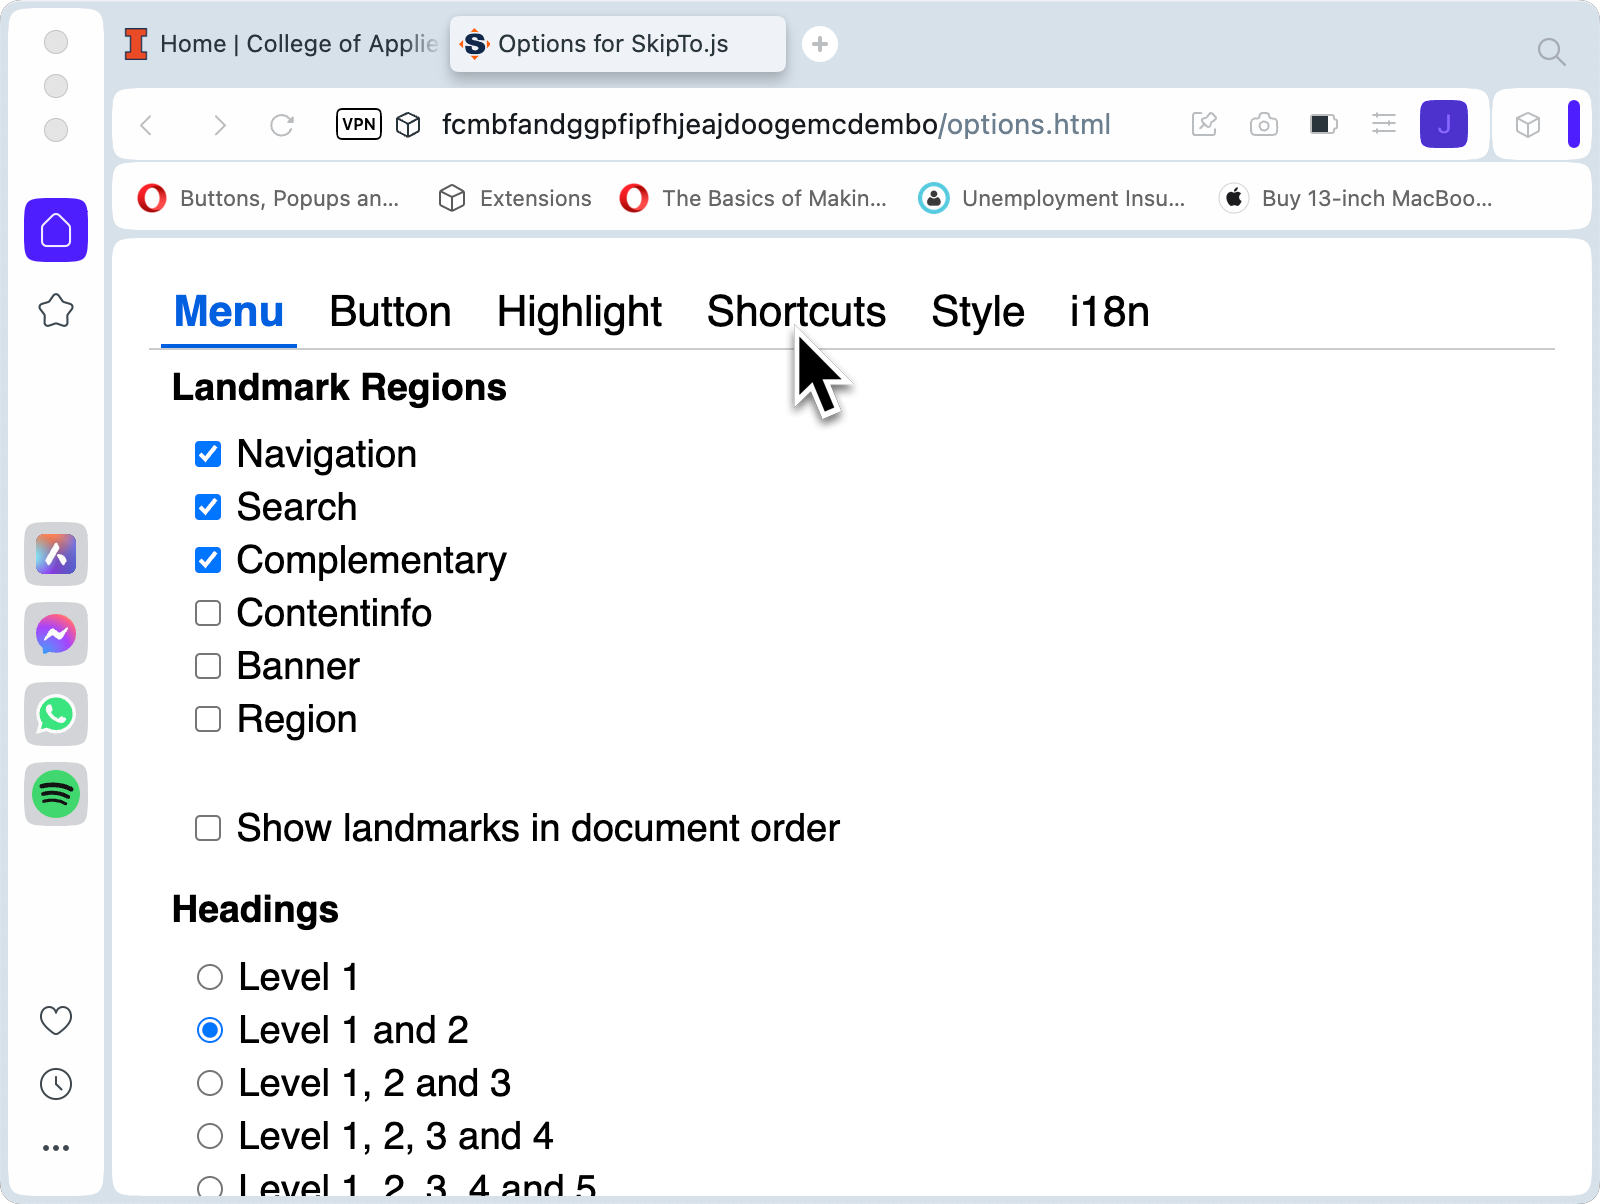 Home | College of Applie
Options for SkipTo.js
VPN
fcmbfandggpfipfhjeajdoogemcdembo/options.html
J
Buttons, Popups an...
Extensions
The Basics of Makin...
Unemployment Insu...
Buy 13-inch MacBoo...
Menu
Button
Highlight
Shortcuts
Style
i18n
Landmark Regions
Navigation
Search
Complementary
Contentinfo
Banner
Region
Show landmarks in document order
Headings
Level 1
Level 1 and 2
Level 1, 2 and 3
Level 1, 2, 3 and 4
Level 1, 2, 3, 4 and 5